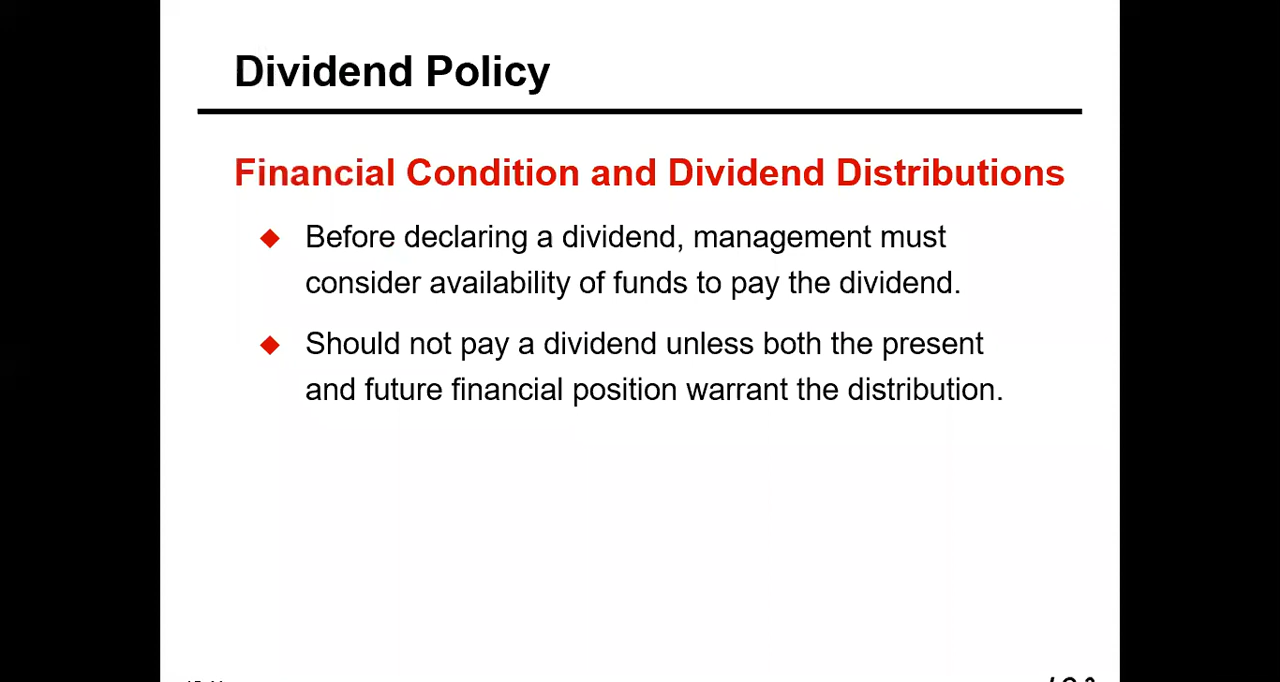 Dividend Policy
Financial Condition and Dividend Distributions
Before declaring a dividend, management must
consider availability of funds to pay the dividend.
Should not pay a dividend unless both the present
and future financial position warrant the distribution.